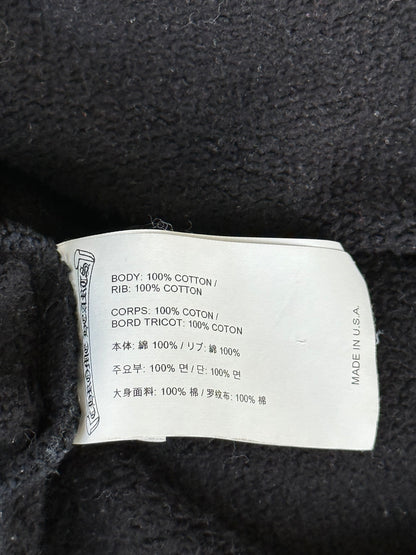 BODY: 100% COTTON /
RIB: 100% COTTON
CORPS: 100% COTON /
BORD TRICOT: 100% COTON
本体: 綿 100% / リブ: 綿 100%
주요부: 100% 면 / 단: 100% 면
大身面料: 100% 棉 / 罗纹布: 100% 棉
MADE IN U.S.A.
CHROME HEARTS